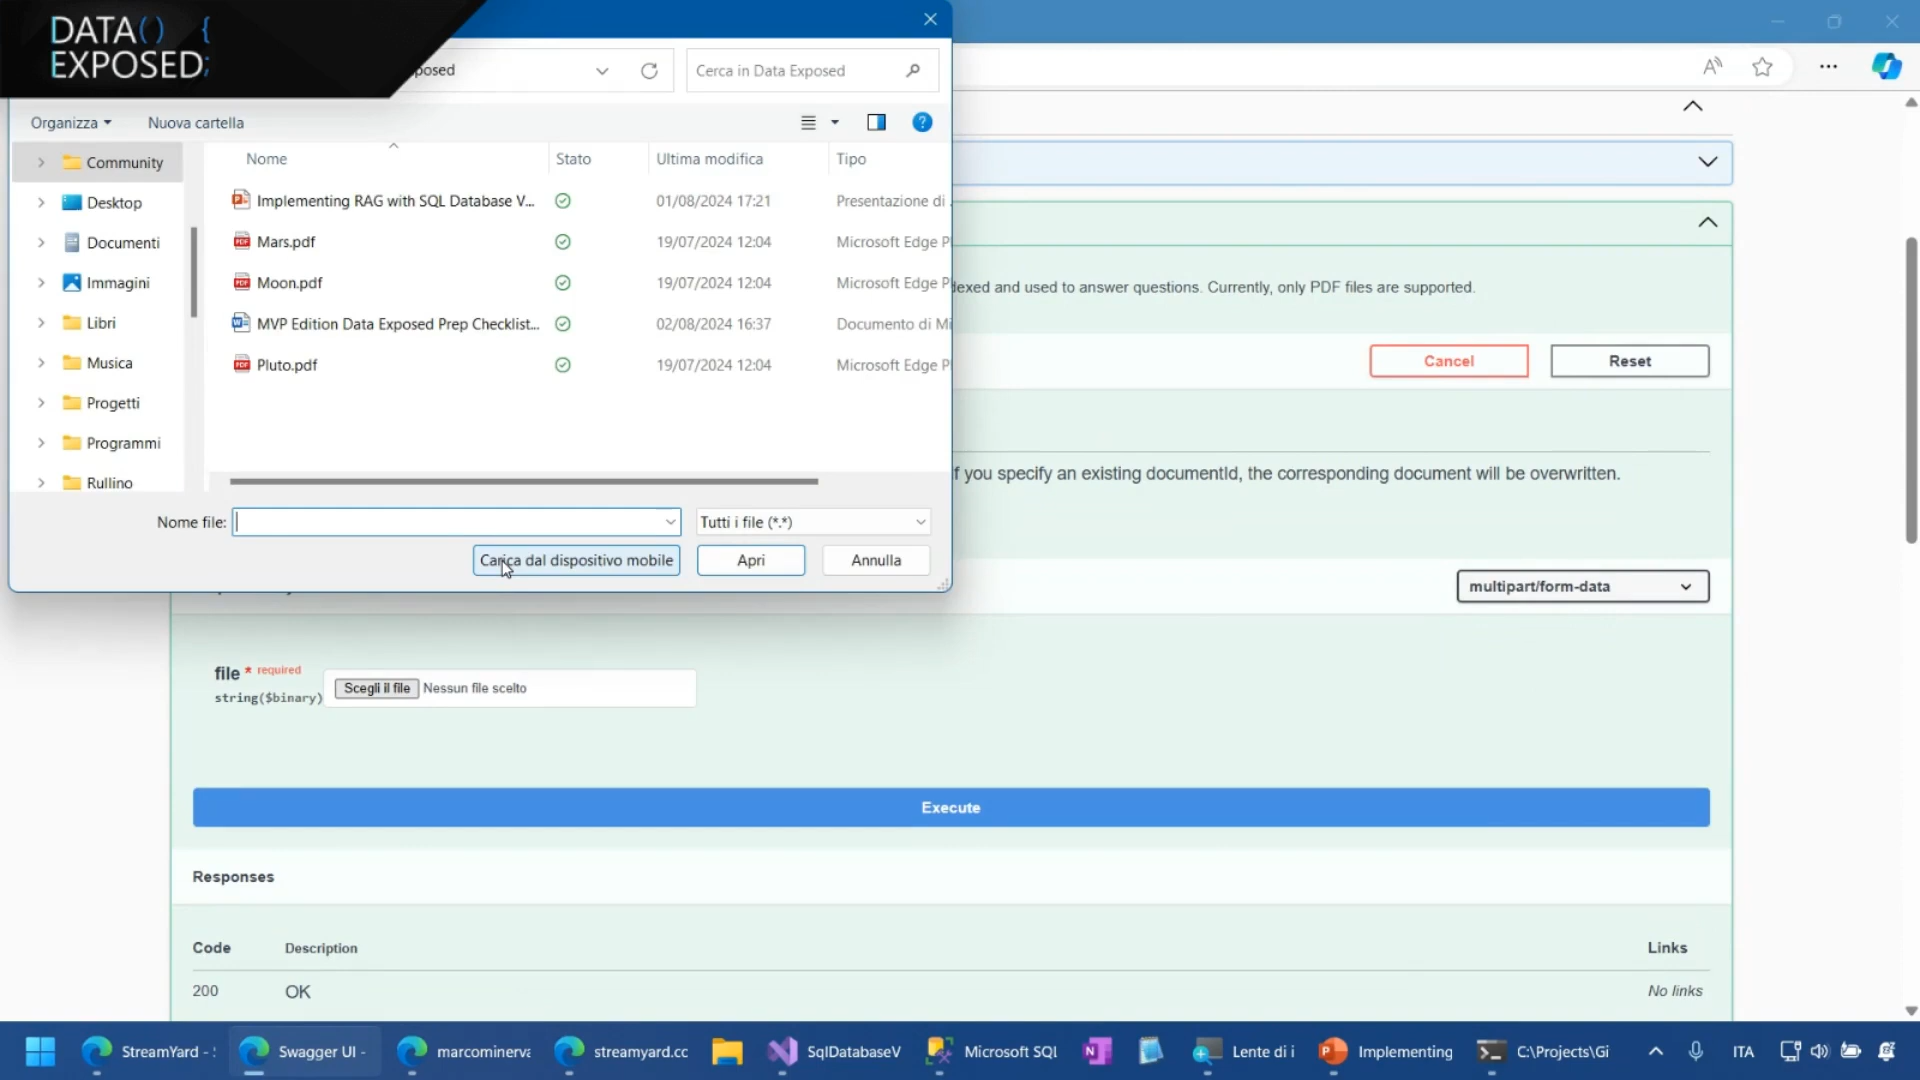 DATA() {
EXPOSED;
posed
Cerca in Data Exposed
Organizza
Nuova cartella
Nome
Stato
Ultima modifica
Tipo
Community
Desktop
Documenti
Immagini
Libri
Musica
Progetti
Programmi
Rullino
Implementing RAG with SQL Database V...
01/08/2024 17:21
Presentazione di
Mars.pdf
19/07/2024 12:04
Microsoft Edge P
Moon.pdf
19/07/2024 12:04
Microsoft Edge P
MVP Edition Data Exposed Prep Checklist...
02/08/2024 16:37
Documento di Mi
Pluto.pdf
19/07/2024 12:04
Microsoft Edge P
Nome file:
Tutti i file (*.*)
Carica dal dispositivo mobile
Apri
Annulla
dexed and used to answer questions. Currently, only PDF files are supported.
Cancel
Reset
f you specify an existing documentId, the corresponding document will be overwritten.
multipart/form-data
file * required
string($binary)
Scegli il file
Nessun file scelto
Execute
Responses
Code
Description
Links
200
OK
No links
StreamYard - S
Swagger UI -
marcominerva
streamyard.cc
SqlDatabaseV
Microsoft SQL
Lente di i
Implementing
C:\Projects\Gi
ITA